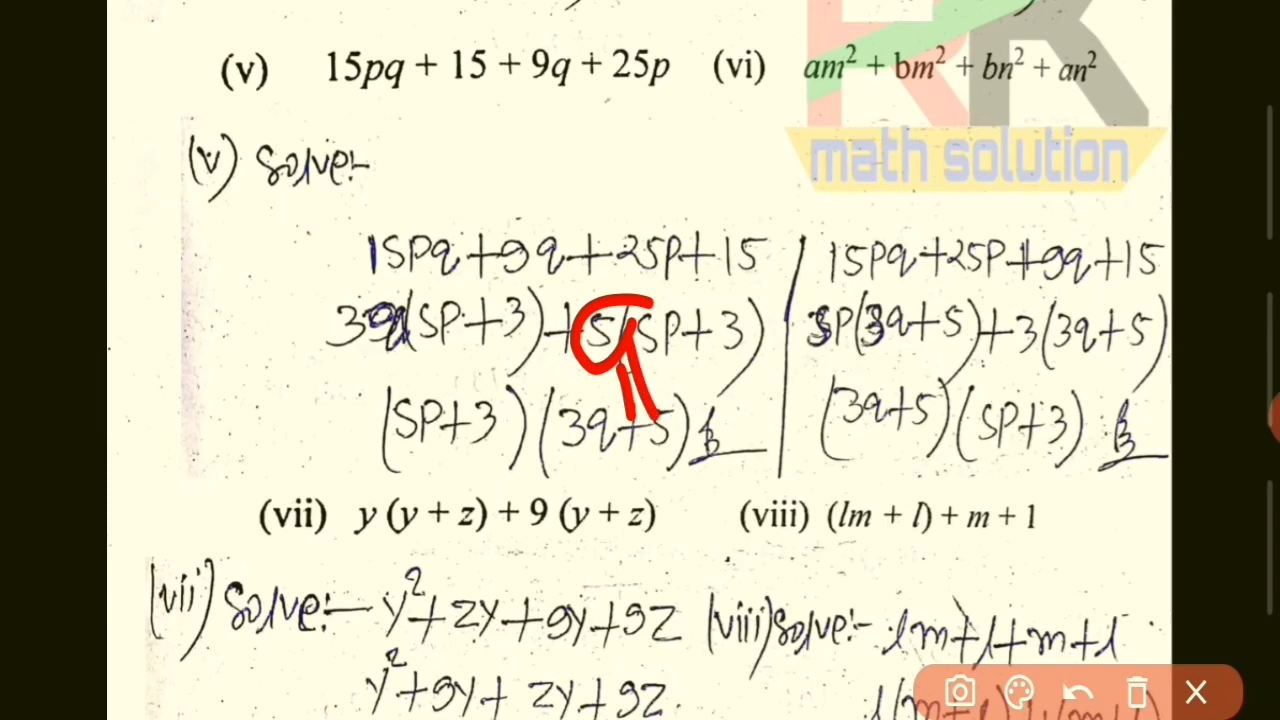 (v) 15pq + 15 + 9q + 25p (vi) am² + bm² + bn² + an²
math solution
(v) Solve:-
15pq+9q+25p+15
15pq+25p+9q+15
3q(5p+3)+5(5p+3)
5p(3q+5)+3(3q+5)
(5p+3)(3q+5)
(3q+5)(5p+3)
(vii) y (y + z) + 9 (y + z) (viii) (lm + l) + m + 1
(vii) Solve:- y²+zy+9y+9z (viii) Solve:- lm+l+m+1
y²+9y+zy+9z